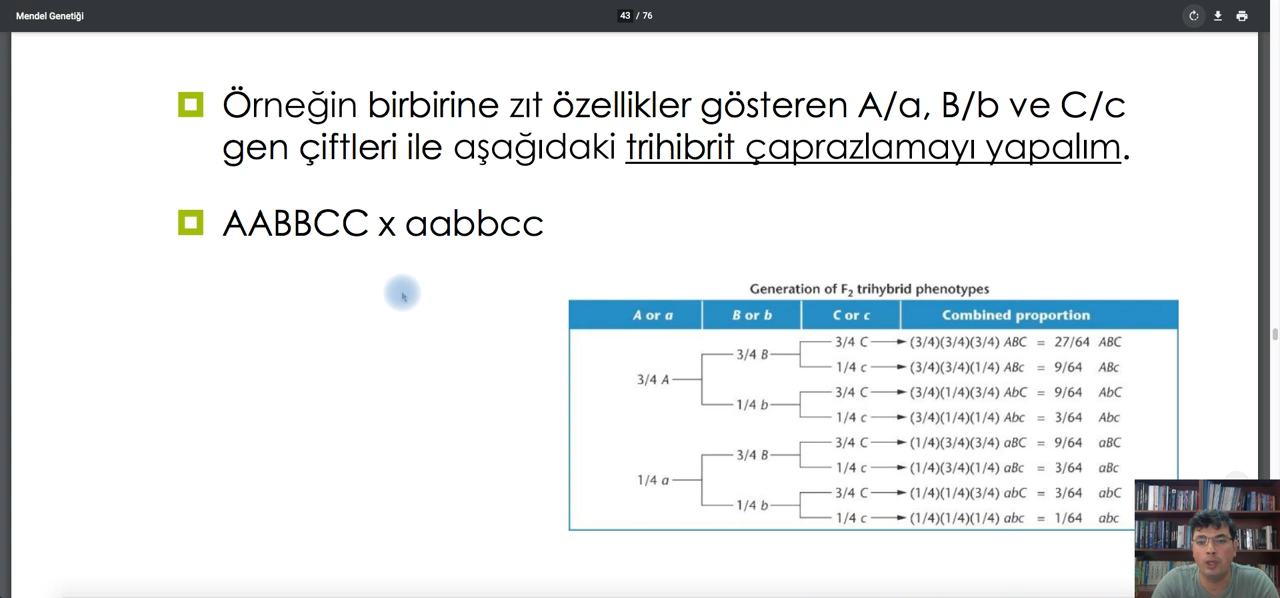 Mendel Genetiği
43 / 76
Örneğin birbirine zıt özellikler gösteren A/a, B/b ve C/c
gen çiftleri ile aşağıdaki trihibrit çaprazlamayı yapalım.
AABBCC x aabbcc
Generation of F₂ trihybrid phenotypes
A or a B or b C or c Combined proportion
3/4 C (3/4)(3/4)(3/4) ABC = 27/64 ABC
3/4 B
1/4 c (3/4)(3/4)(1/4) ABc = 9/64 ABc
3/4 A
3/4 C (3/4)(1/4)(3/4) AbC = 9/64 AbC
1/4 b
1/4 c (3/4)(1/4)(1/4) Abc = 3/64 Abc
3/4 C (1/4)(3/4)(3/4) aBC = 9/64 aBC
3/4 B
1/4 c (1/4)(3/4)(1/4) aBc = 3/64 aBc
1/4 a
3/4 C (1/4)(1/4)(3/4) abC = 3/64 abC
1/4 b
1/4 c (1/4)(1/4)(1/4) abc = 1/64 abc